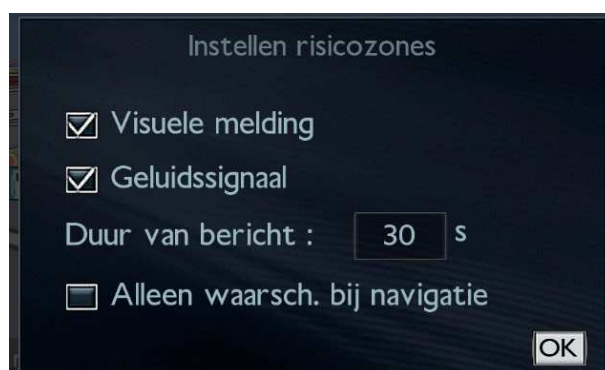 Instellen risicozones
Visuele melding
Geluidssignaal
Duur van bericht : 30 s
Alleen waarsch. bij navigatie
OK